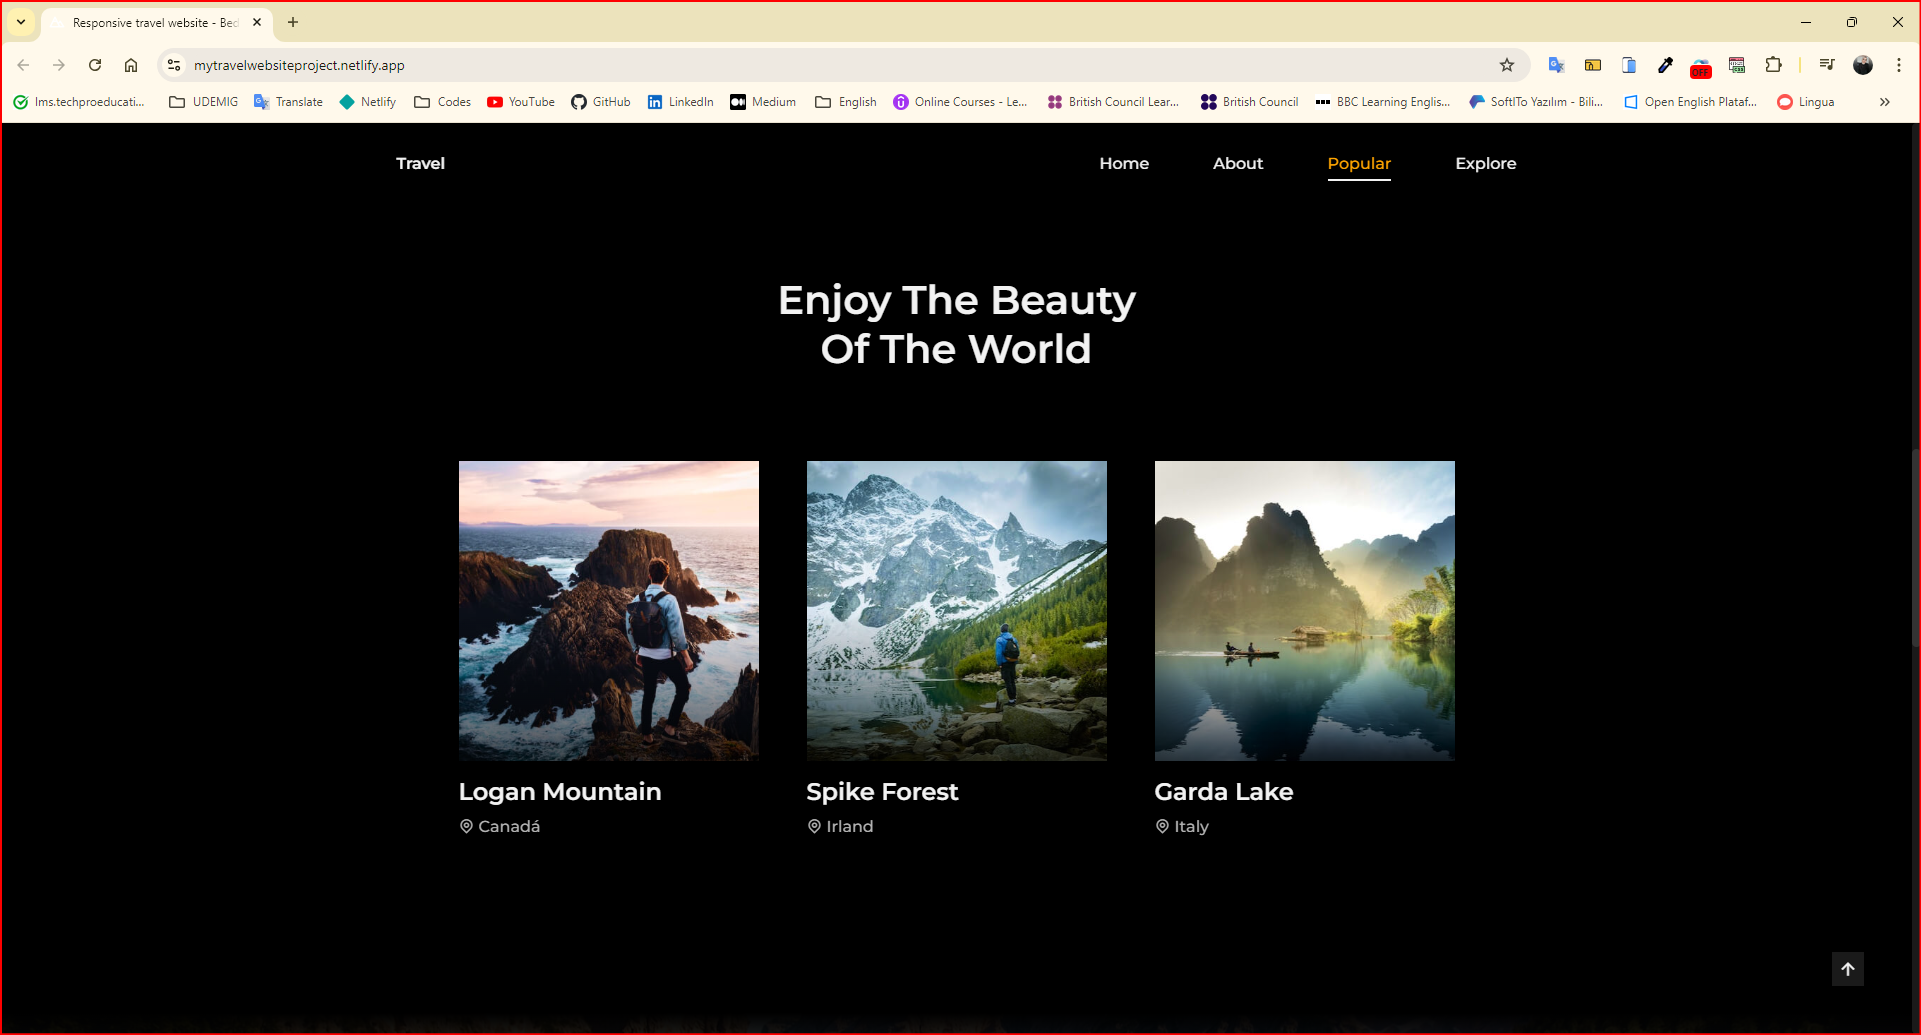 Responsive travel website - Bed
mytravelwebsiteproject.netlify.app
OFF
lms.techproeducati... UDEMIG Translate Netlify Codes YouTube GitHub LinkedIn Medium English Online Courses - Le... British Council Lear... British Council BBC Learning Englis... SoftITo Yazılım - Bili... Open English Plataf... Lingua
Travel Home About Popular Explore
Enjoy The Beauty
Of The World
Logan Mountain
Canadá
Spike Forest
Irland
Garda Lake
Italy